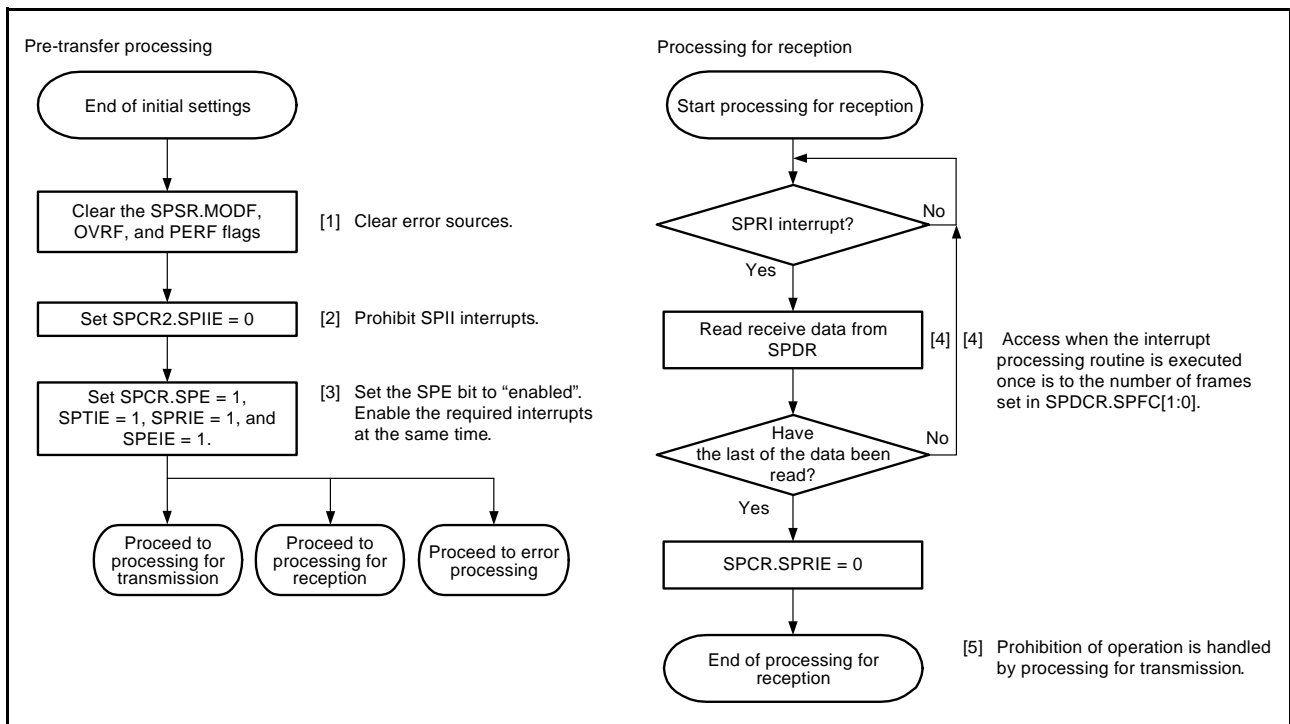 Pre-transfer processing
End of initial settings
Clear the SPSR.MODF,
OVRF, and PERF flags
[1] Clear error sources.
Set SPCR2.SPIIE = 0
[2] Prohibit SPII interrupts.
Set SPCR.SPE = 1,
SPTIE = 1, SPRIE = 1, and
SPEIE = 1.
[3] Set the SPE bit to “enabled”.
Enable the required interrupts
at the same time.
Proceed to
processing for
transmission
Proceed to
processing for
reception
Proceed to error
processing
Processing for reception
Start processing for reception
SPRI interrupt?
No
Yes
Read receive data from
SPDR
[4]
[4] Access when the interrupt
processing routine is executed
once is to the number of frames
set in SPDCR.SPFC[1:0].
Have
the last of the data been
read?
No
Yes
SPCR.SPRIE = 0
End of processing for
reception
[5] Prohibition of operation is handled
by processing for transmission.